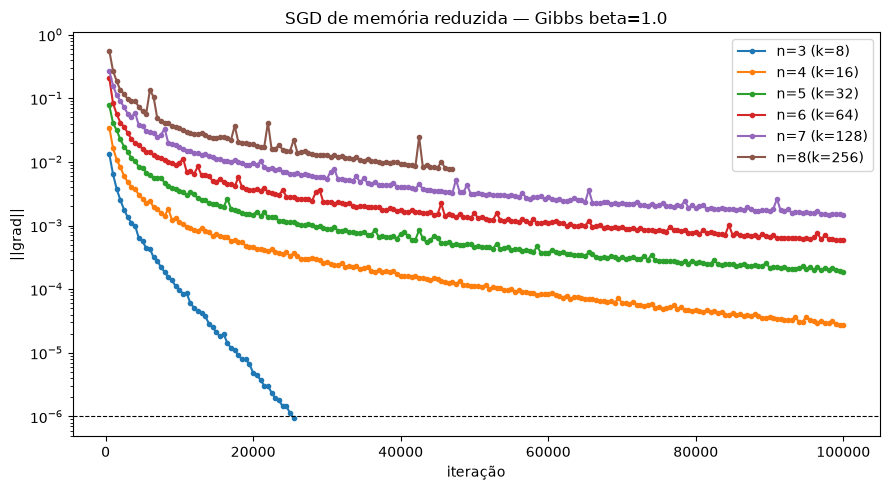 SGD de memória reduzida — Gibbs beta=1.0
||grad||
10⁰
10⁻¹
10⁻²
10⁻³
10⁻⁴
10⁻⁵
10⁻⁶
n=3 (k=8)
n=4 (k=16)
n=5 (k=32)
n=6 (k=64)
n=7 (k=128)
n=8(k=256)
0 20000 40000 60000 80000 100000
iteração